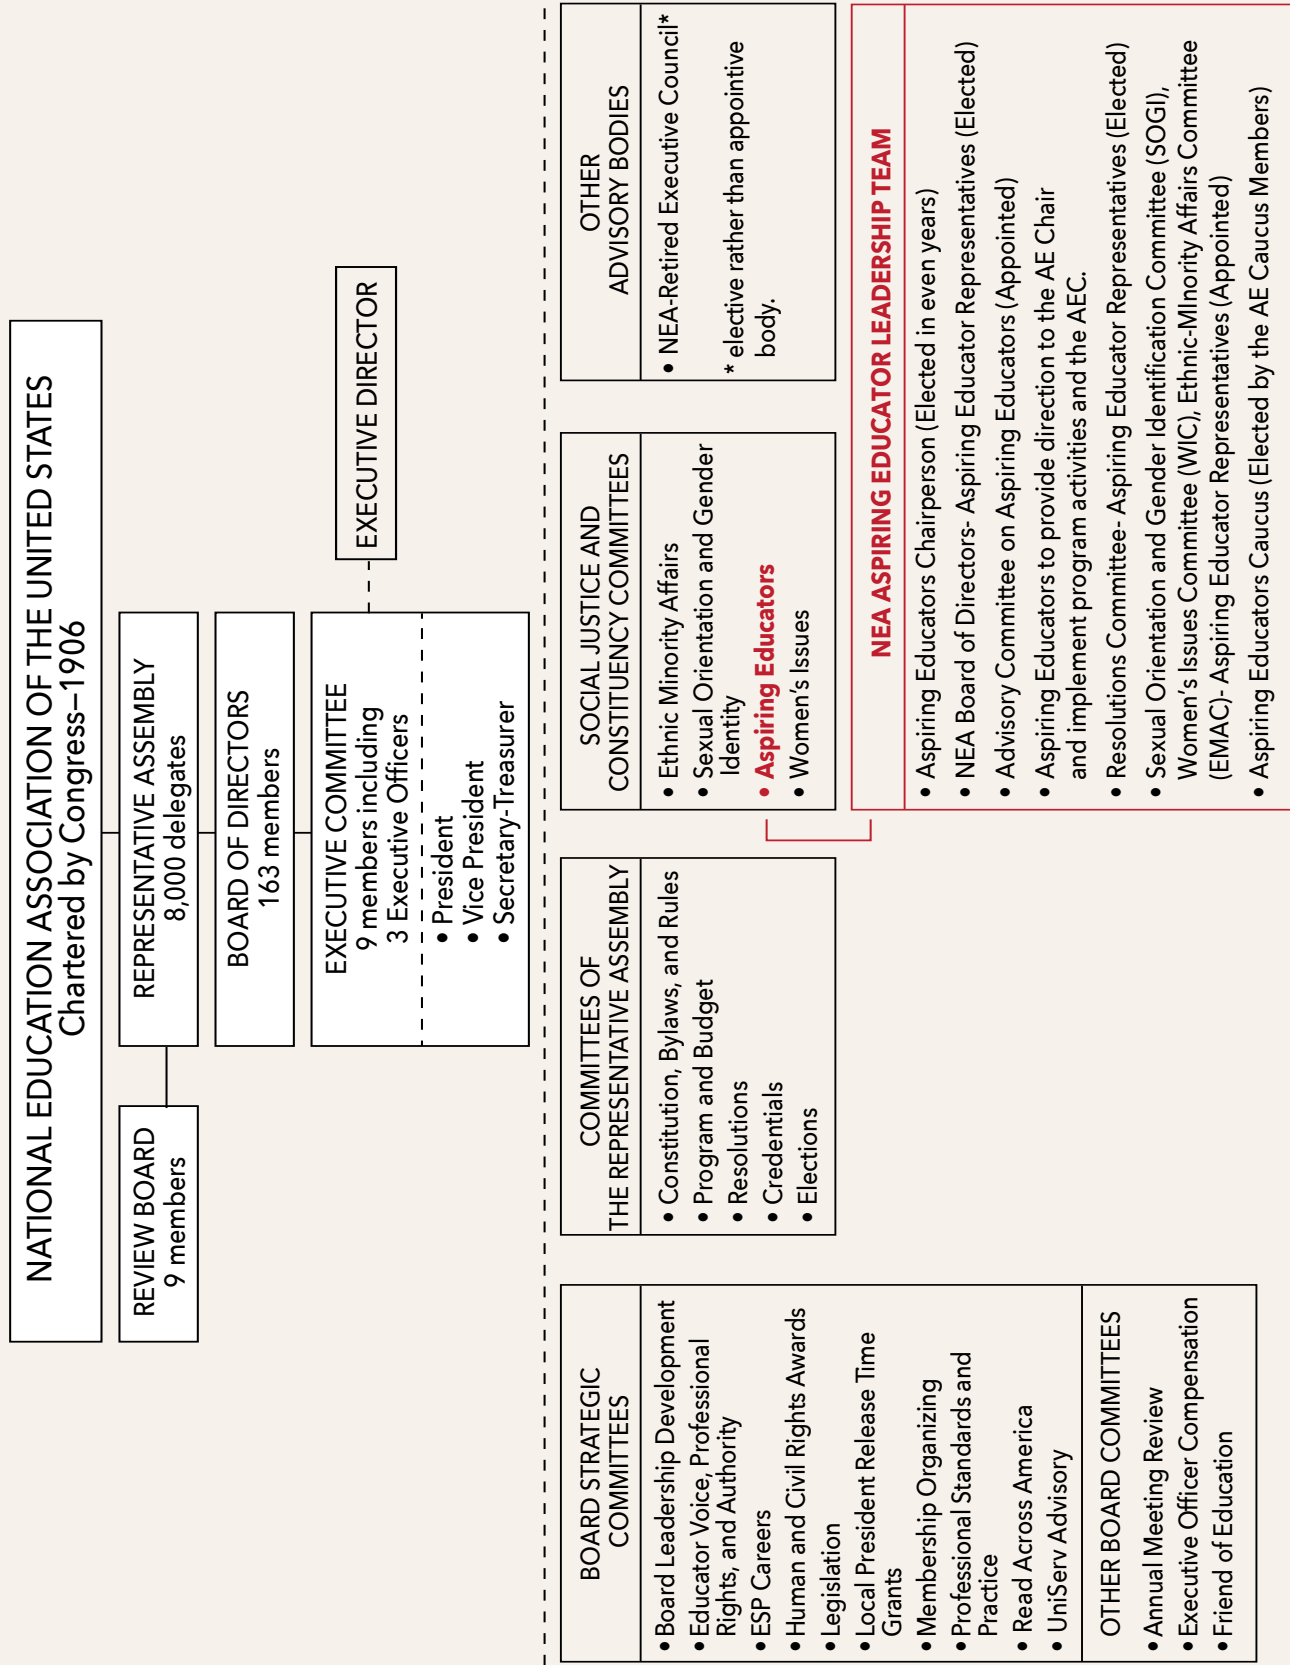 NATIONAL EDUCATION ASSOCIATION OF THE UNITED STATES
Chartered by Congress–1906
REVIEW BOARD
9 members
REPRESENTATIVE ASSEMBLY
8,000 delegates
BOARD OF DIRECTORS
163 members
EXECUTIVE COMMITTEE
9 members including
3 Executive Officers
• President
• Vice President
• Secretary-Treasurer
EXECUTIVE DIRECTOR
BOARD STRATEGIC
COMMITTEES
• Board Leadership Development
• Educator Voice, Professional
Rights, and Authority
• ESP Careers
• Human and Civil Rights Awards
• Legislation
• Local President Release Time
Grants
• Membership Organizing
• Professional Standards and
Practice
• Read Across America
• UniServ Advisory
OTHER BOARD COMMITTEES
• Annual Meeting Review
• Executive Officer Compensation
• Friend of Education
COMMITTEES OF
THE REPRESENTATIVE ASSEMBLY
• Constitution, Bylaws, and Rules
• Program and Budget
• Resolutions
• Credentials
• Elections
SOCIAL JUSTICE AND
CONSTITUENCY COMMITTEES
• Ethnic Minority Affairs
• Sexual Orientation and Gender
Identity
• Aspiring Educators
• Women's Issues
OTHER
ADVISORY BODIES
• NEA-Retired Executive Council*
* elective rather than appointive
body.
NEA ASPIRING EDUCATOR LEADERSHIP TEAM
• Aspiring Educators Chairperson (Elected in even years)
• NEA Board of Directors- Aspiring Educator Representatives (Elected)
• Advisory Committee on Aspiring Educators (Appointed)
• Aspiring Educators to provide direction to the AE Chair
and implement program activities and the AEC.
• Resolutions Committee- Aspiring Educator Representatives (Elected)
• Sexual Orientation and Gender Identification Committee (SOGI),
Women's Issues Committee (WIC), Ethnic-MInority Affairs Committee
(EMAC)- Aspiring Educator Representatives (Appointed)
• Aspiring Educators Caucus (Elected by the AE Caucus Members)